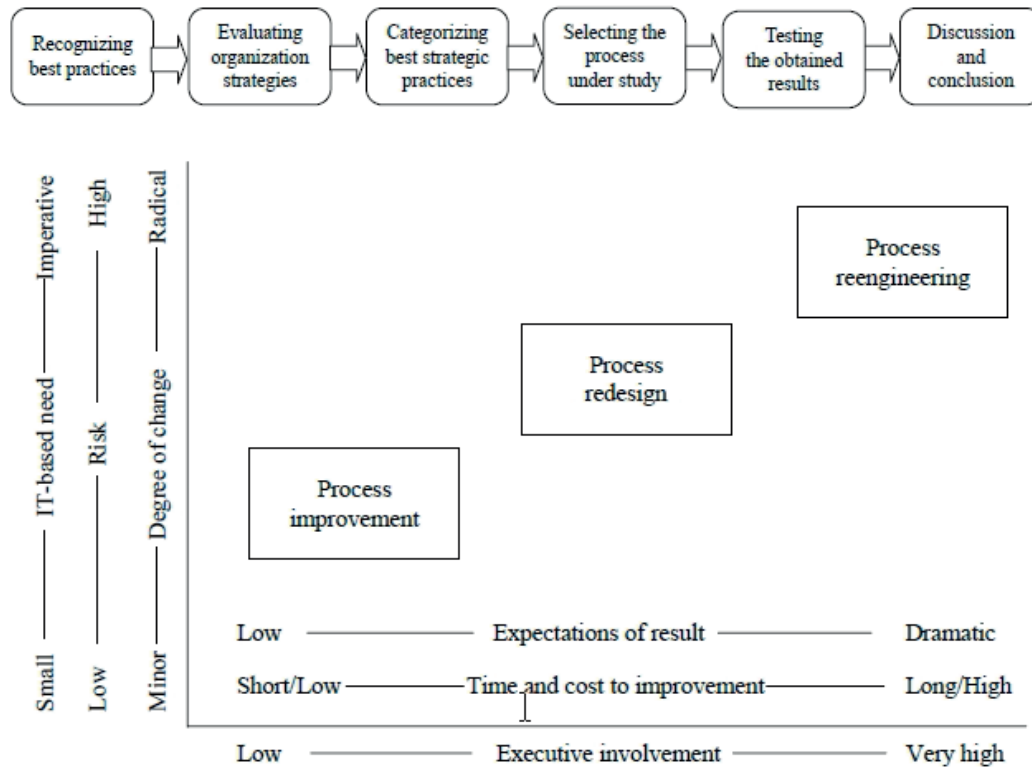 Recognizing
best practices
Evaluating
organization
strategies
Categorizing
best strategic
practices
Selecting the
process
under study
Testing
the obtained
results
Discussion
and
conclusion
Small IT-based need Imperative
Low Risk High
Minor Degree of change Radical
Process
reengineering
Process
redesign
Process
improvement
Low Expectations of result Dramatic
Short/Low Time and cost to improvement Long/High
Low Executive involvement Very high